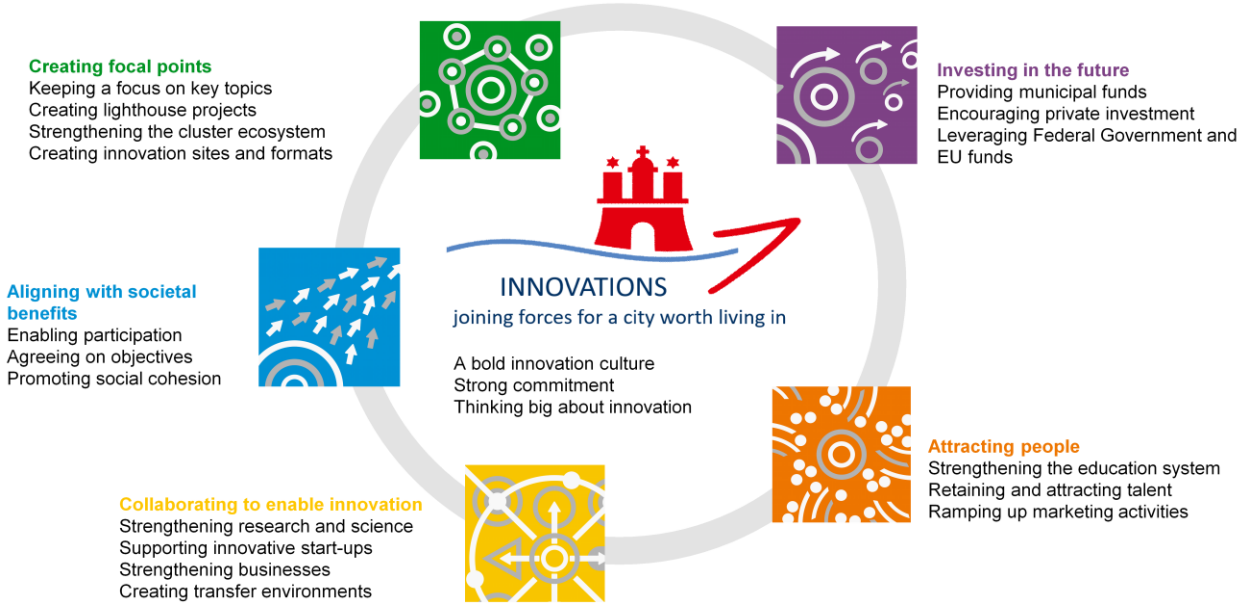 Creating focal points
Keeping a focus on key topics
Creating lighthouse projects
Strengthening the cluster ecosystem
Creating innovation sites and formats
Investing in the future
Providing municipal funds
Encouraging private investment
Leveraging Federal Government and
EU funds
Aligning with societal
benefits
Enabling participation
Agreeing on objectives
Promoting social cohesion
INNOVATIONS
joining forces for a city worth living in
A bold innovation culture
Strong commitment
Thinking big about innovation
Attracting people
Strengthening the education system
Retaining and attracting talent
Ramping up marketing activities
Collaborating to enable innovation
Strengthening research and science
Supporting innovative start-ups
Strengthening businesses
Creating transfer environments